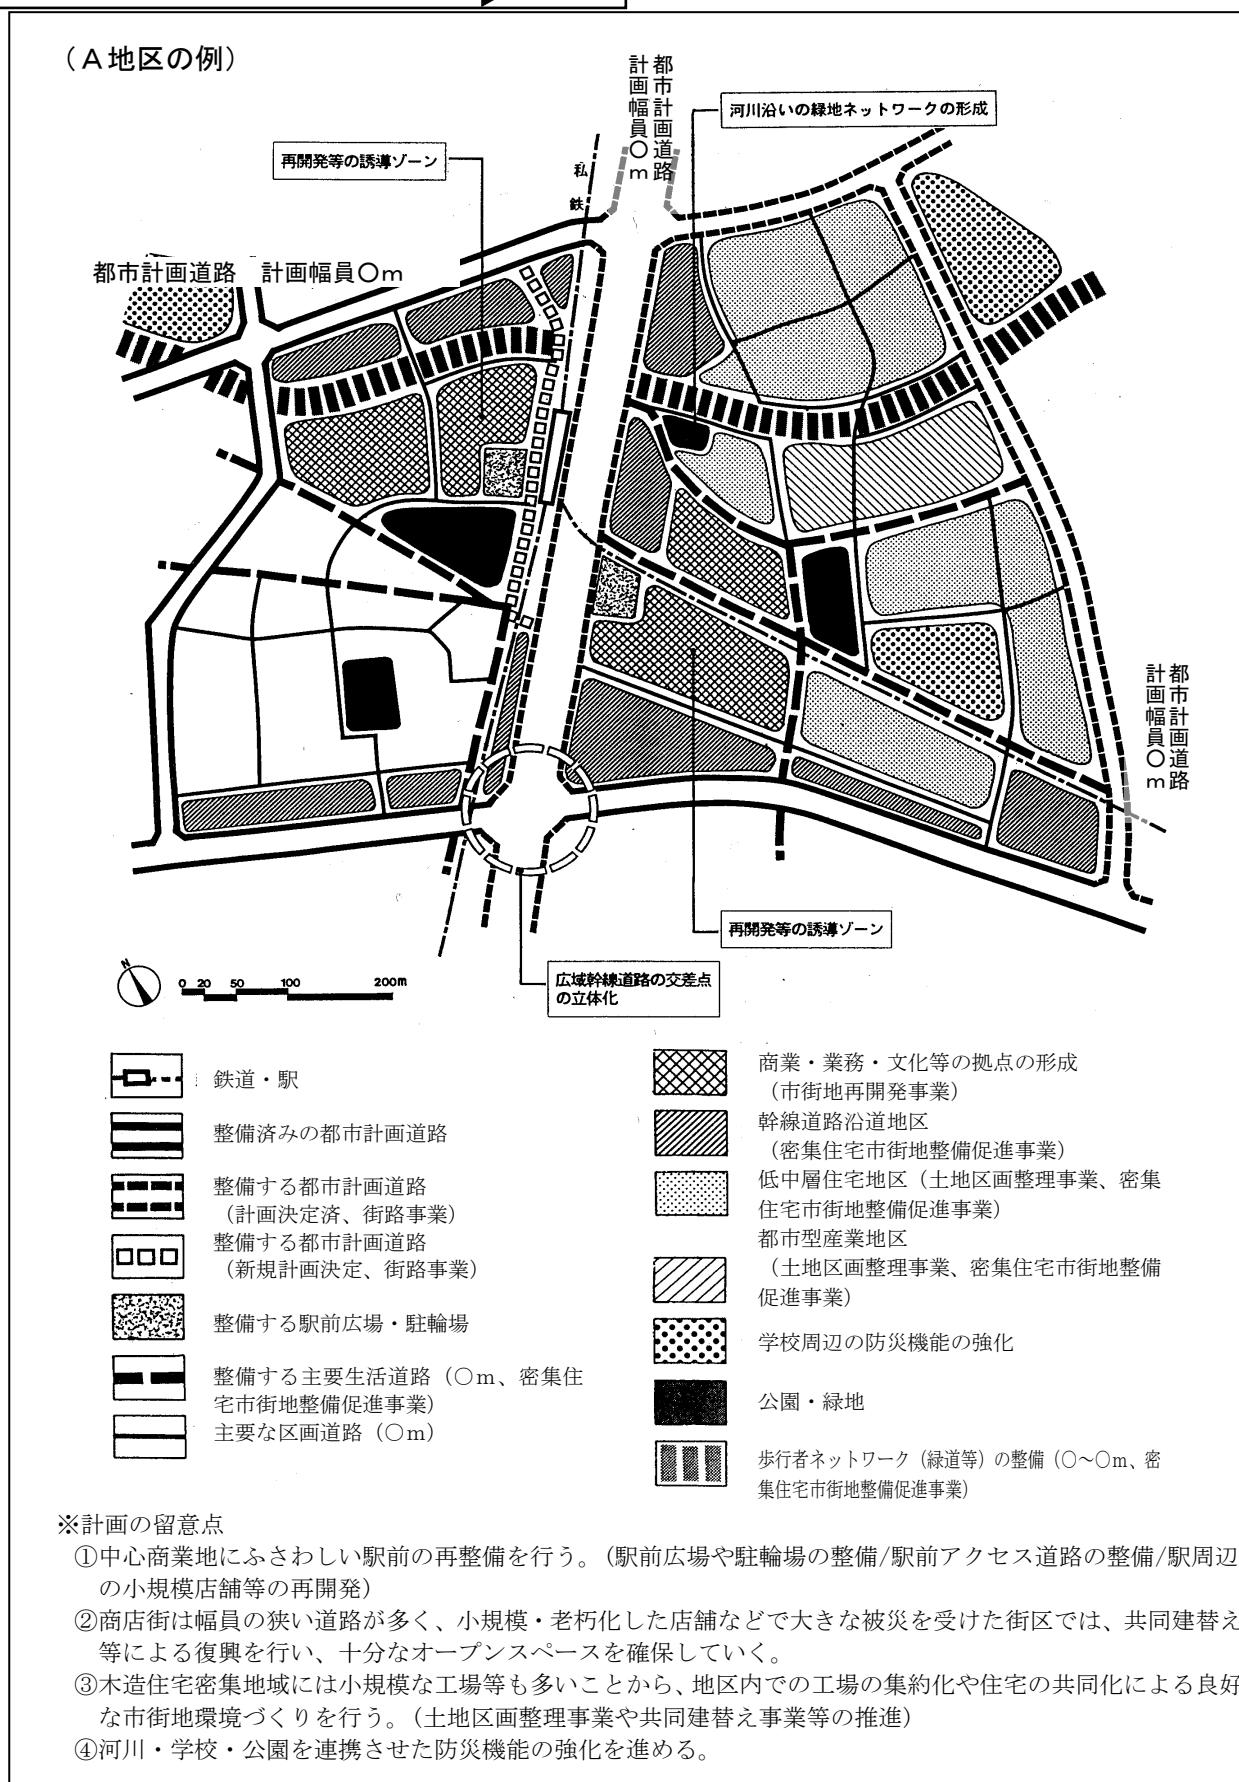 （A地区の例）
都市計画道路
計画幅員〇m
河川沿いの緑地ネットワークの形成
再開発等の誘導ゾーン
私鉄
都市計画道路　計画幅員〇m
都市計画道路
計画幅員〇m
再開発等の誘導ゾーン
広域幹線道路の交差点
の立体化
N
0 20 50 100 200m
鉄道・駅
整備済みの都市計画道路
整備する都市計画道路
（計画決定済、街路事業）
整備する都市計画道路
（新規計画決定、街路事業）
整備する駅前広場・駐輪場
整備する主要生活道路（〇m、密集住
宅市街地整備促進事業）
主要な区画道路（〇m）
商業・業務・文化等の拠点の形成
（市街地再開発事業）
幹線道路沿道地区
（密集住宅市街地整備促進事業）
低中層住宅地区（土地区画整理事業、密集
住宅市街地整備促進事業）
都市型産業地区
（土地区画整理事業、密集住宅市街地整備
促進事業）
学校周辺の防災機能の強化
公園・緑地
歩行者ネットワーク（緑道等）の整備（〇～〇m、密
集住宅市街地整備促進事業）
※計画の留意点
①中心商業地にふさわしい駅前の再整備を行う。（駅前広場や駐輪場の整備/駅前アクセス道路の整備/駅周辺
の小規模店舗等の再開発）
②商店街は幅員の狭い道路が多く、小規模・老朽化した店舗などで大きな被災を受けた街区では、共同建替え
等による復興を行い、十分なオープンスペースを確保していく。
③木造住宅密集地域には小規模な工場等も多いことから、地区内での工場の集約化や住宅の共同化による良好
な市街地環境づくりを行う。（土地区画整理事業や共同建替え事業等の推進）
④河川・学校・公園を連携させた防災機能の強化を進める。